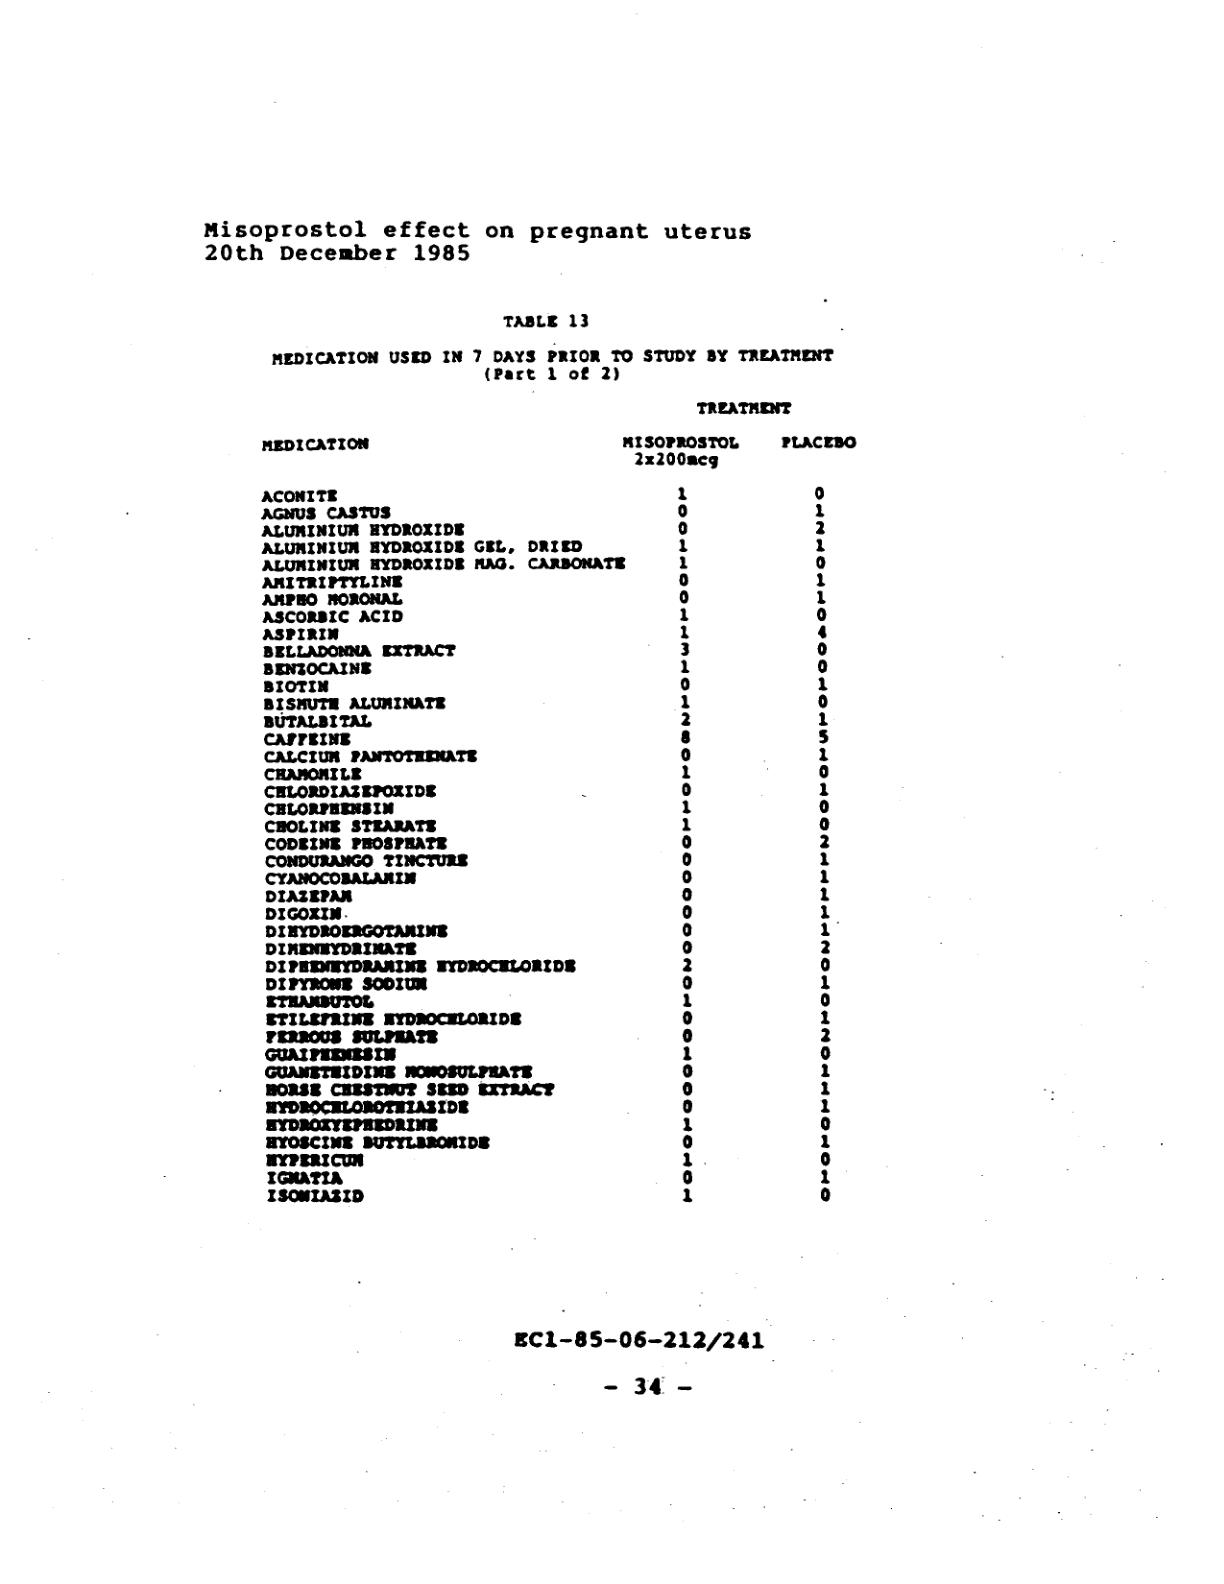 Misoprostol effect on pregnant uterus
20th December 1985
TABLE 13
MEDICATION USED IN 7 DAYS PRIOR TO STUDY BY TREATMENT
(Part 1 of 2)
TREATMENT
MEDICATION MISOPROSTOL PLACEBO
2x200mcg
ACONITE 1 0
AGNUS CASTUS 0 1
ALUMINIUM HYDROXIDE 0 2
ALUMINIUM HYDROXIDE GEL, DRIED 1 1
ALUMINIUM HYDROXIDE MAG. CARBONATE 1 0
AMITRIPTYLINE 0 1
AMPHO MORONAL 0 1
ASCORBIC ACID 1 0
ASPIRIN 1 4
BELLADONNA EXTRACT 3 0
BENZOCAINE 1 0
BIOTIN 0 1
BISMUTH ALUMINATE 1 0
BUTALBITAL 2 1
CAFFEINE 8 5
CALCIUM PANTOTHENATE 0 1
CHAMOMILE 1 0
CHLORDIAZEPOXIDE 0 1
CHLORPHENSIN 1 0
CHOLINE STEARATE 1 0
CODEINE PHOSPHATE 0 2
CONDURANGO TINCTURE 0 1
CYANOCOBALAMIN 0 1
DIAZEPAM 0 1
DIGOXIN 0 1
DIHYDROERGOTAMINE 0 1
DIMENHYDRINATE 0 2
DIPHENHYDRAMINE HYDROCHLORIDE 2 0
DIPYRONE SODIUM 0 1
ETHAMBUTOL 1 0
ETILEFRINE HYDROCHLORIDE 0 1
FERROUS SULPHATE 0 2
GUAIPHENESIN 1 0
GUANETHIDINE MONOSULPHATE 0 1
HORSE CHESTNUT SEED EXTRACT 0 1
HYDROCHLOROTHIAZIDE 0 1
HYDROXYEPHEDRINE 1 0
HYOSCINE BUTYLBROMIDE 0 1
HYPERICUM 1 0
IGNATIA 0 1
ISONIAZID 1 0
EC1-85-06-212/241
- 34 -